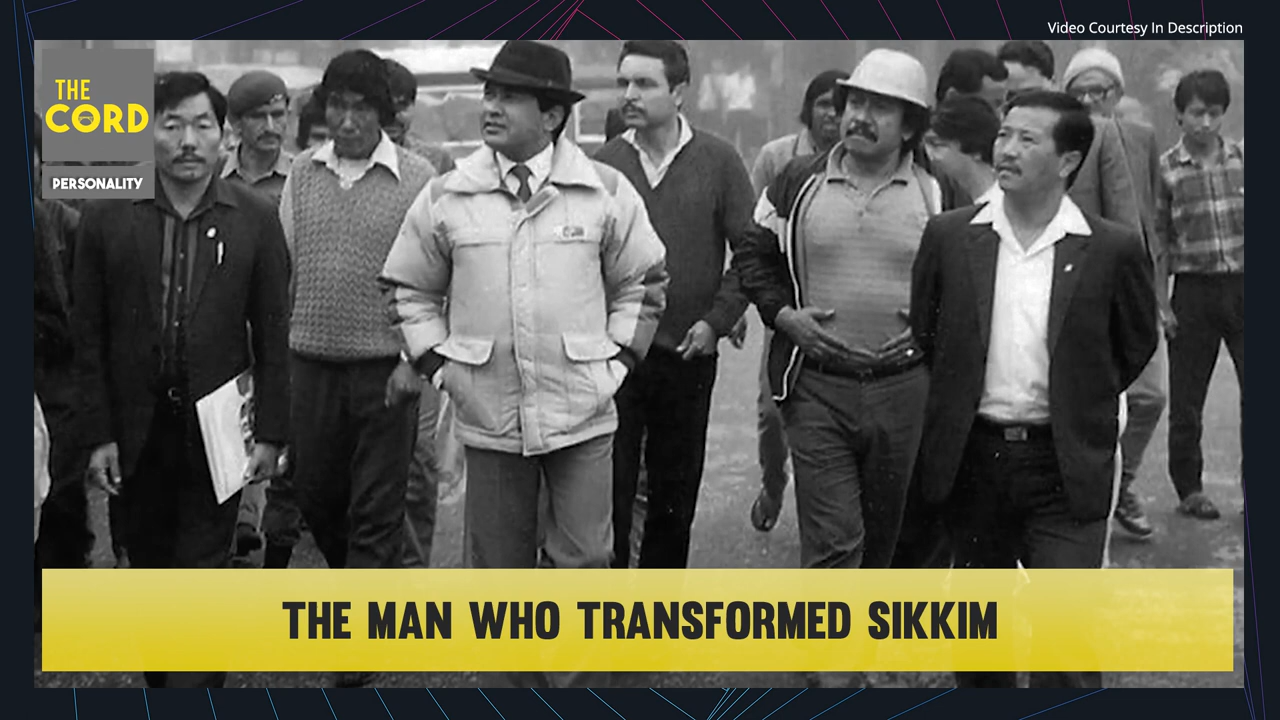 Video Courtesy In Description
THE
CORD
PERSONALITY
THE MAN WHO TRANSFORMED SIKKIM